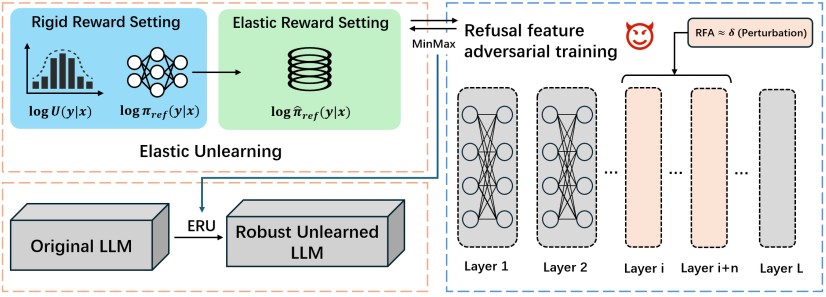 Rigid Reward Setting
log U(y|x)
log π_ref(y|x)
Elastic Reward Setting
log π̂_ref(y|x)
Elastic Unlearning
MinMax
Refusal feature
adversarial training
RFA ≈ δ (Perturbation)
...
...
...
Layer 1
Layer 2
Layer i
Layer i+n
Layer L
Original LLM
ERU
Robust Unlearned
LLM